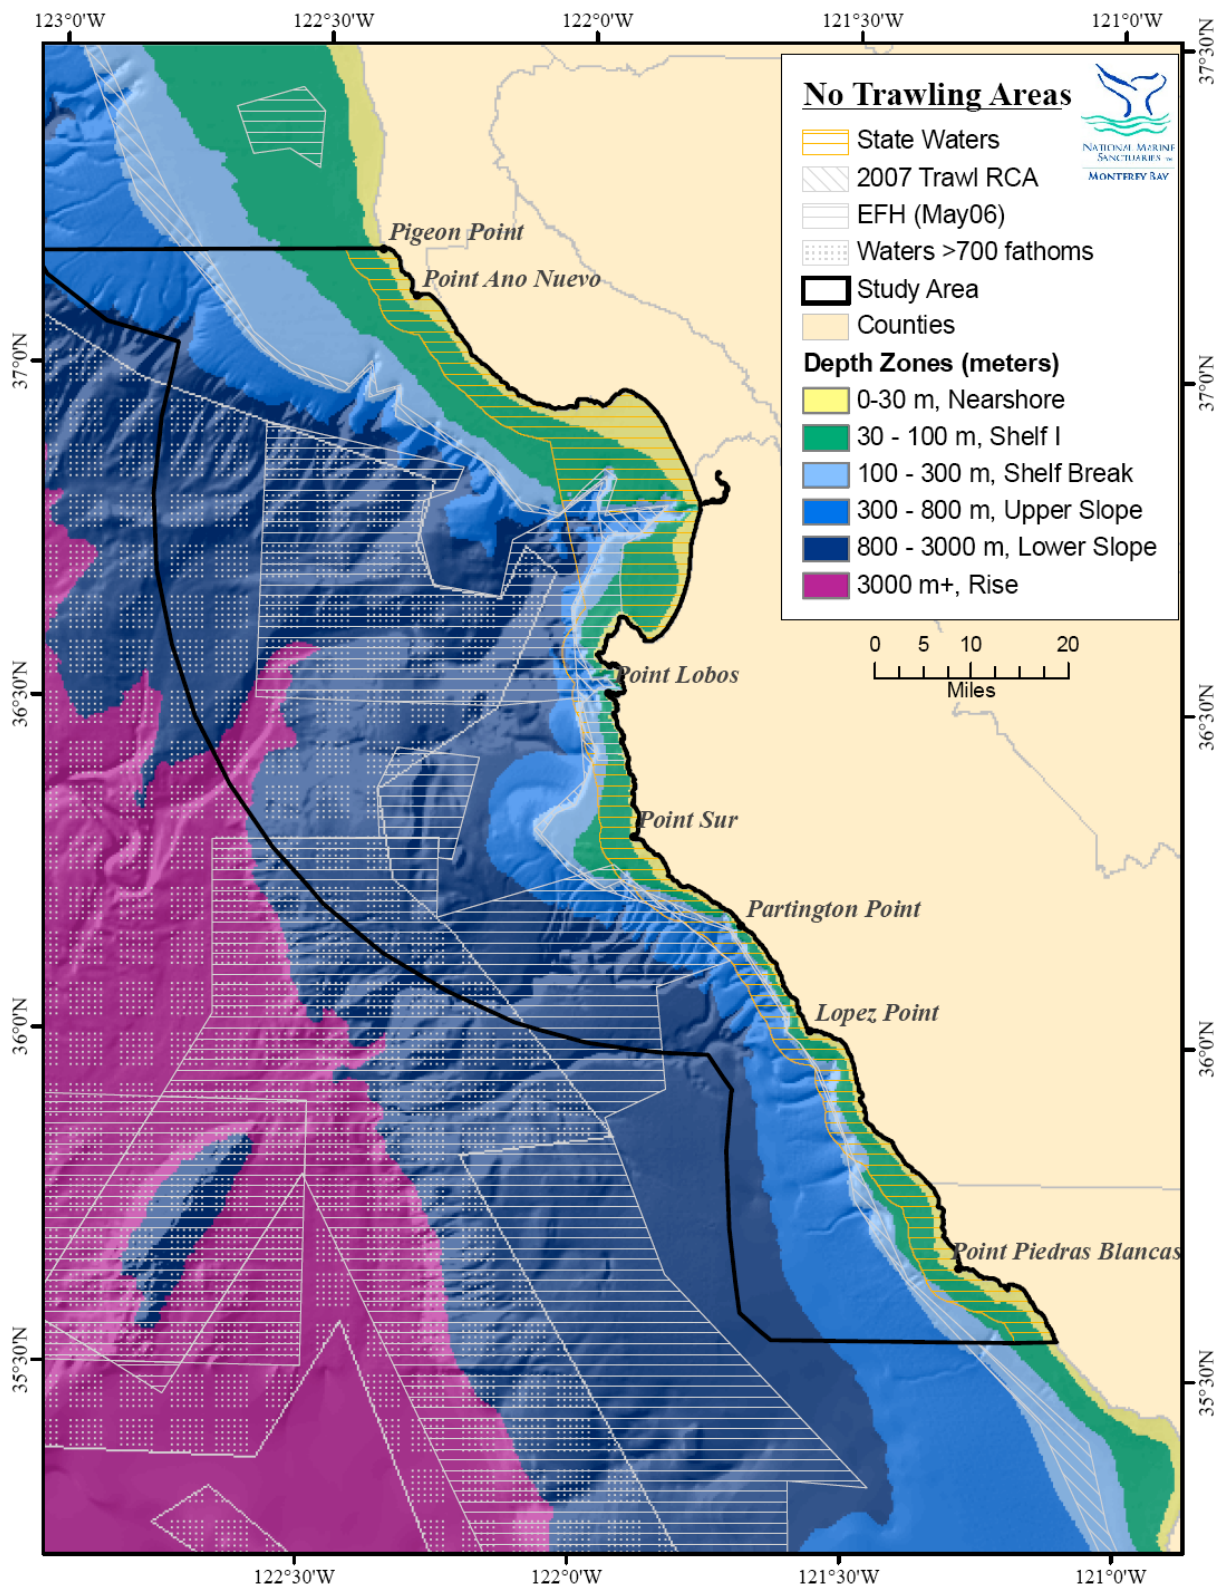 123°0'W
122°30'W
122°0'W
121°30'W
121°0'W
37°30'N
No Trawling Areas
State Waters
2007 Trawl RCA
EFH (May06)
Waters >700 fathoms
Study Area
Counties
Depth Zones (meters)
0-30 m, Nearshore
30 - 100 m, Shelf I
100 - 300 m, Shelf Break
300 - 800 m, Upper Slope
800 - 3000 m, Lower Slope
3000 m+, Rise
NATIONAL MARINE
SANCTUARIES TM
MONTEREY BAY
0 5 10 20
Miles
Pigeon Point
Point Ano Nuevo
37°0'N
37°0'N
Point Lobos
36°30'N
36°30'N
Point Sur
Partington Point
Lopez Point
36°0'N
36°0'N
Point Piedras Blancas
35°30'N
35°30'N
122°30'W
122°0'W
121°30'W
121°0'W